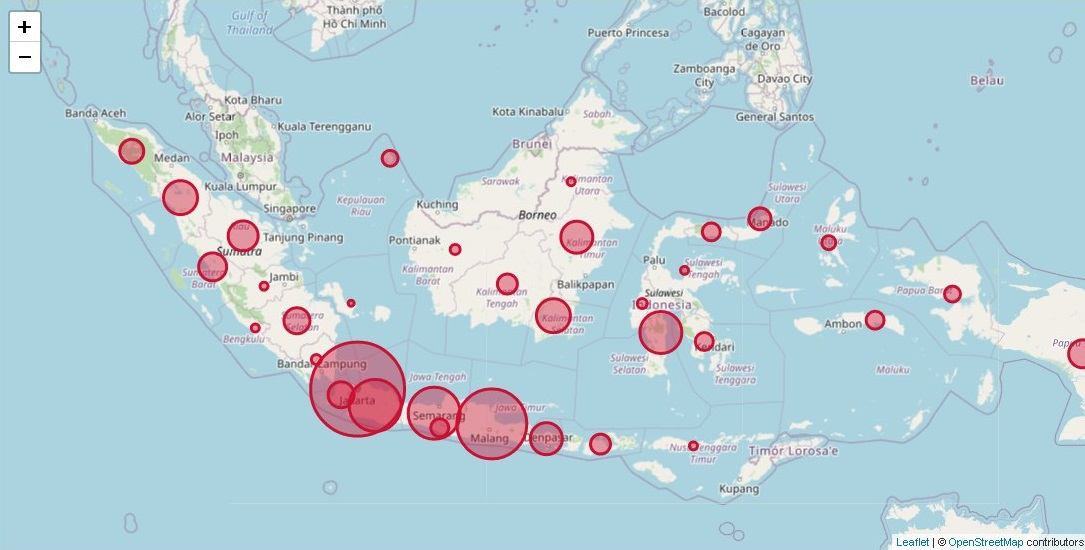 +
−
Gulf of
Thailand
Thành phố
Hồ Chí Minh
Bacolod
Puerto Princesa
Cagayan
de Oro
Zamboanga
City
Davao City
Belau
General Santos
Banda Aceh
Kota Bharu
Alor Setar
Ipoh
Kuala Terengganu
Kota Kinabalu
Sabah
Medan
Malaysia
Brunei
Kuala Lumpur
Sarawak
Kalimantan
Utara
Kepulauan
Riau
Singapore
Kuching
Borneo
Sulawesi
Utara
Manado
Maluku
Utara
Riau
Tanjung Pinang
Pontianak
Sumatra
Kalimantan
Timur
Palu
Sumatera
Barat
Jambi
Kalimantan
Barat
Kalimantan
Tengah
Balikpapan
Sulawesi
Tengah
Sulawesi
Indonesia
Papua Barat
Sumatera
Selatan
Kalimantan
Selatan
Ambon
Bengkulu
Kendari
Papua
Bandar Lampung
Jawa Tengah
Sulawesi
Selatan
Sulawesi
Tenggara
Maluku
Jakarta
Semarang
Jawa Timur
Malang
Denpasar
Nusa Tenggara
Timur
Timór Lorosa'e
Kupang
Leaflet | © OpenStreetMap contributors